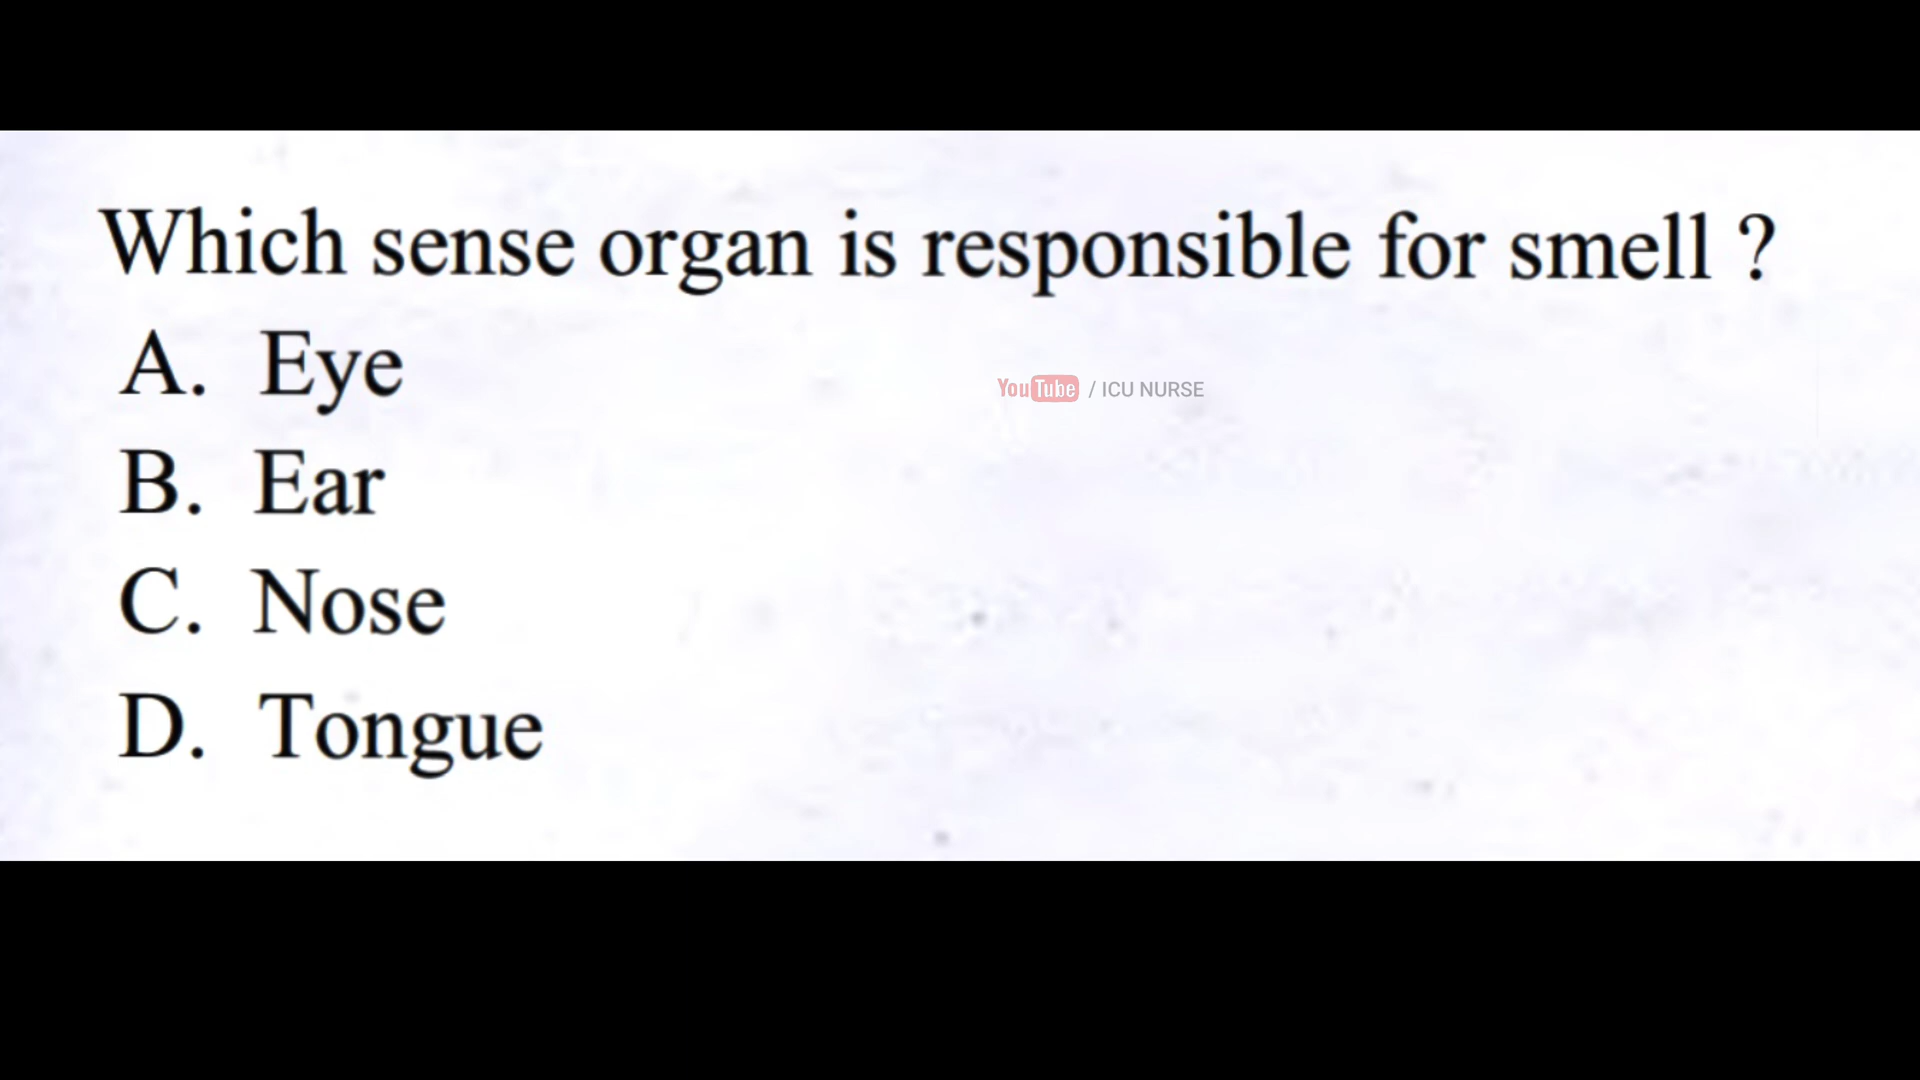 Which sense organ is responsible for smell ?
A. Eye
YouTube / ICU NURSE
B. Ear
C. Nose
D. Tongue